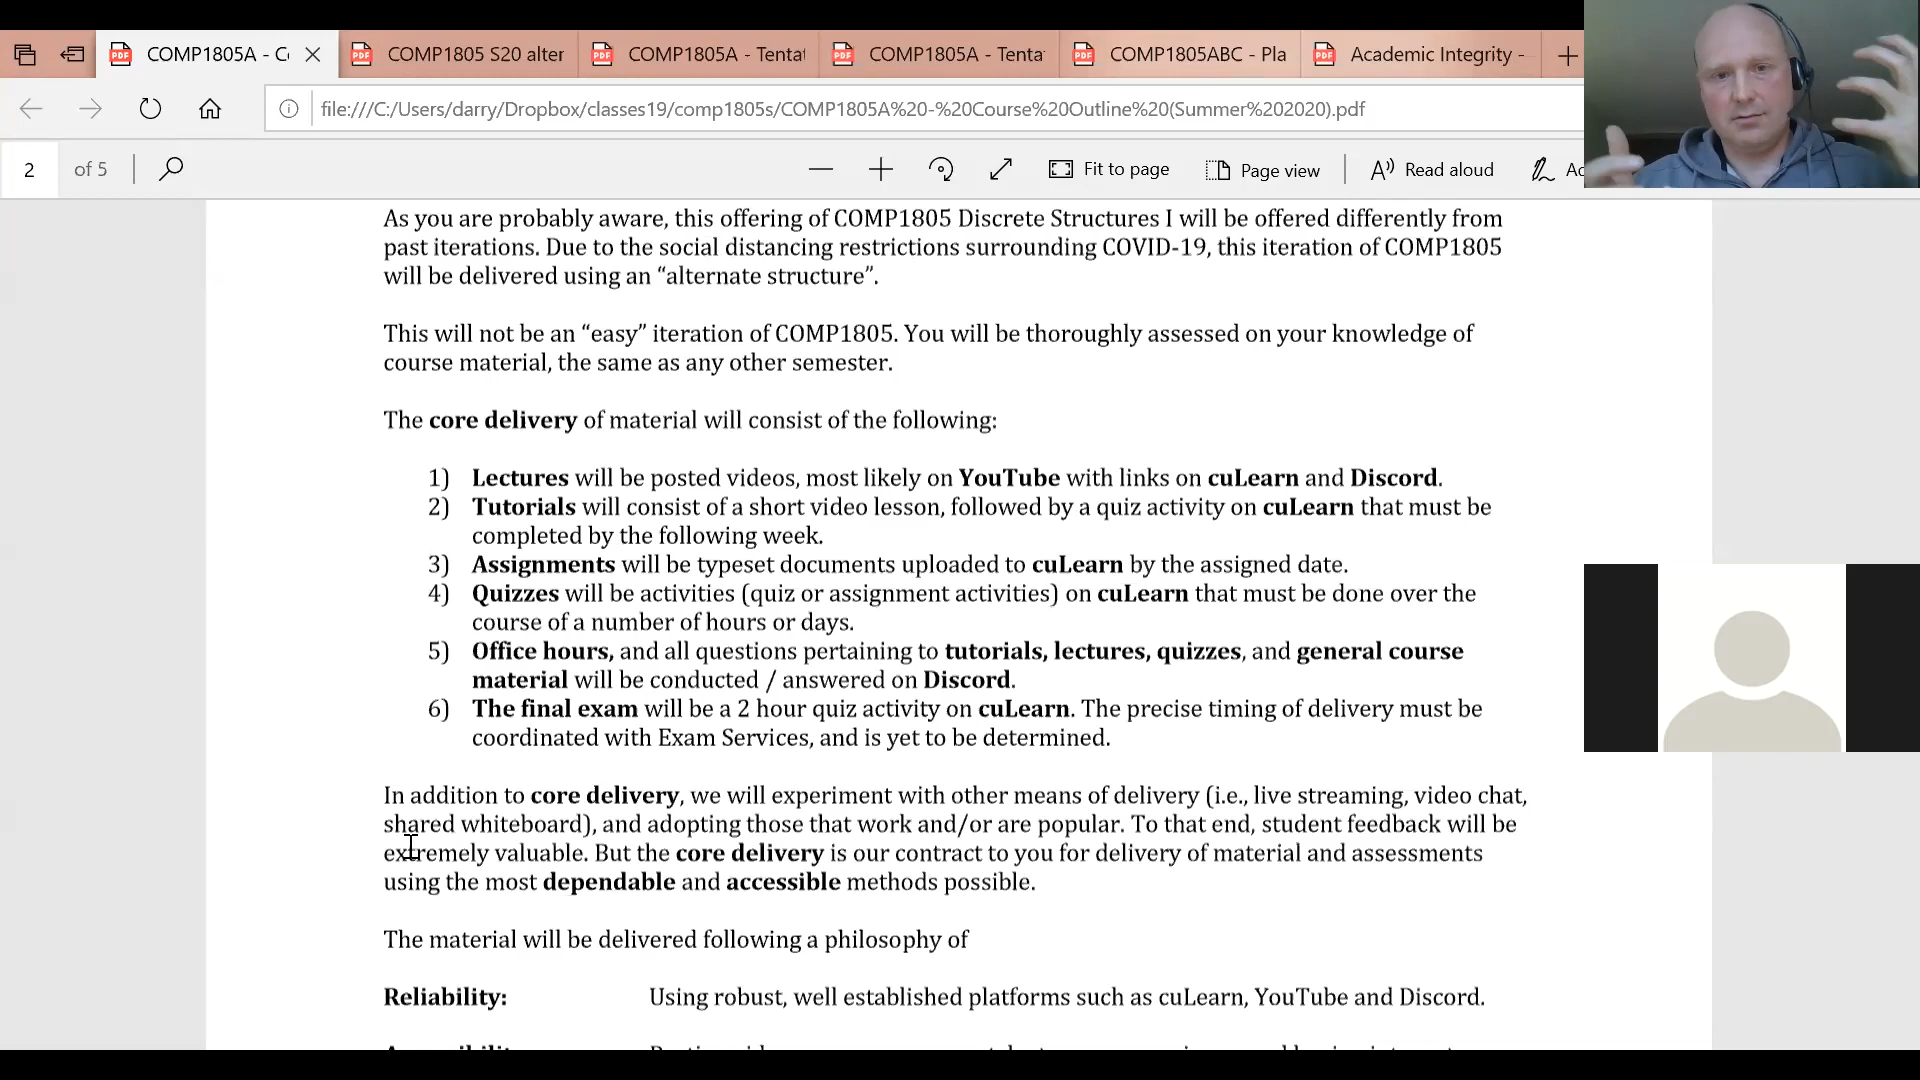 COMP1805A - Co
COMP1805 S20 alter
COMP1805A - Tentat
COMP1805A - Tenta
COMP1805ABC - Pla
Academic Integrity -
file:///C:/Users/darry/Dropbox/classes19/comp1805s/COMP1805A%20-%20Course%20Outline%20(Summer%202020).pdf
2 of 5
Fit to page
Page view
Read aloud
Ad
As you are probably aware, this offering of COMP1805 Discrete Structures I will be offered differently from
past iterations. Due to the social distancing restrictions surrounding COVID-19, this iteration of COMP1805
will be delivered using an “alternate structure”.
This will not be an “easy” iteration of COMP1805. You will be thoroughly assessed on your knowledge of
course material, the same as any other semester.
The core delivery of material will consist of the following:
1) Lectures will be posted videos, most likely on YouTube with links on cuLearn and Discord.
2) Tutorials will consist of a short video lesson, followed by a quiz activity on cuLearn that must be
completed by the following week.
3) Assignments will be typeset documents uploaded to cuLearn by the assigned date.
4) Quizzes will be activities (quiz or assignment activities) on cuLearn that must be done over the
course of a number of hours or days.
5) Office hours, and all questions pertaining to tutorials, lectures, quizzes, and general course
material will be conducted / answered on Discord.
6) The final exam will be a 2 hour quiz activity on cuLearn. The precise timing of delivery must be
coordinated with Exam Services, and is yet to be determined.
In addition to core delivery, we will experiment with other means of delivery (i.e., live streaming, video chat,
shared whiteboard), and adopting those that work and/or are popular. To that end, student feedback will be
extremely valuable. But the core delivery is our contract to you for delivery of material and assessments
using the most dependable and accessible methods possible.
The material will be delivered following a philosophy of
Reliability: Using robust, well established platforms such as cuLearn, YouTube and Discord.